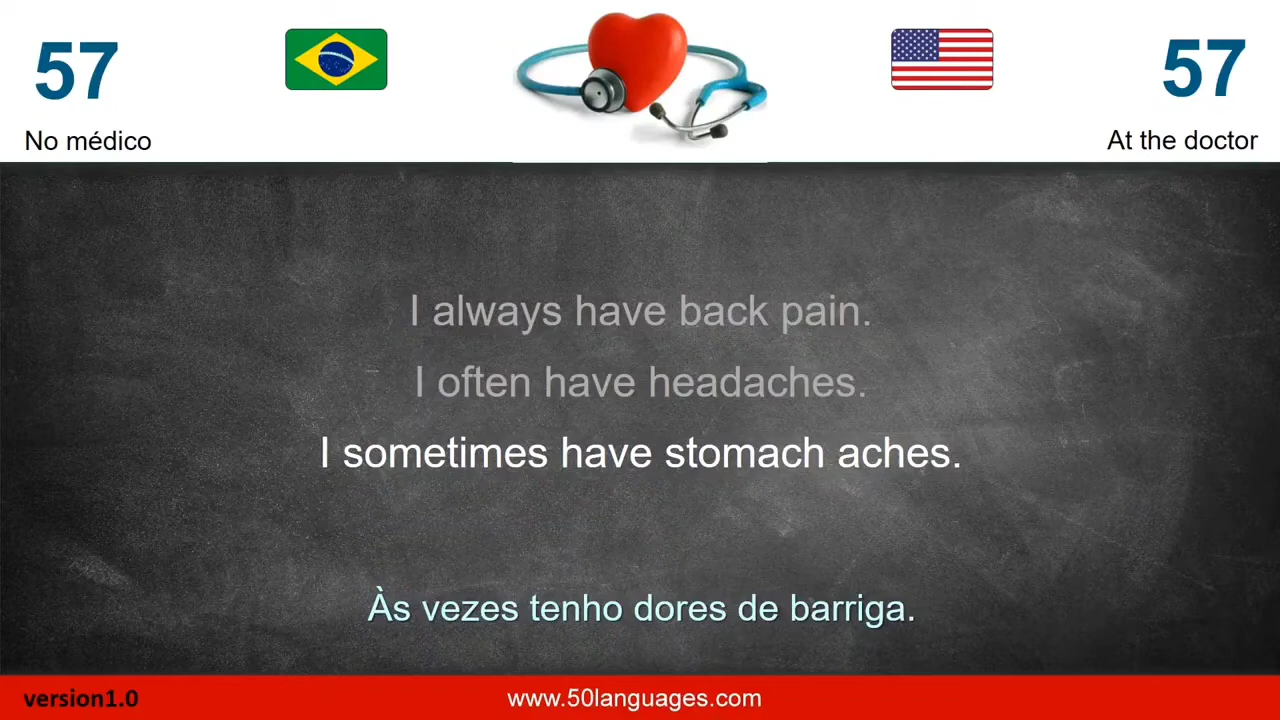 57
57
No médico
At the doctor
I always have back pain.
I often have headaches.
I sometimes have stomach aches.
Às vezes tenho dores de barriga.
version1.0
www.50languages.com